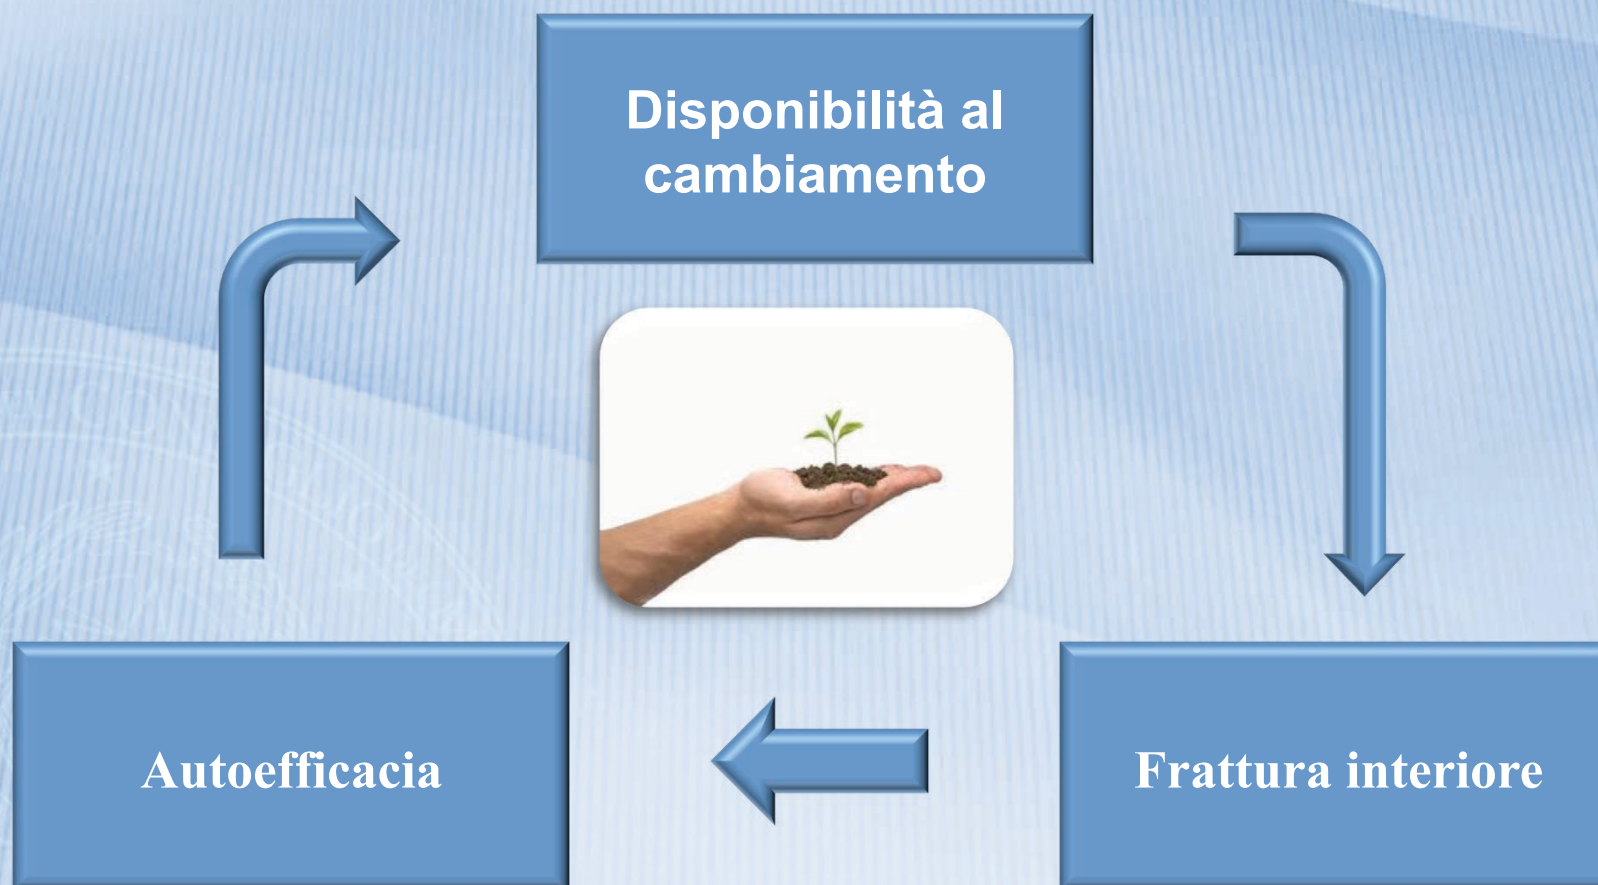 Disponibilità al
cambiamento
Autoefficacia
Frattura interiore